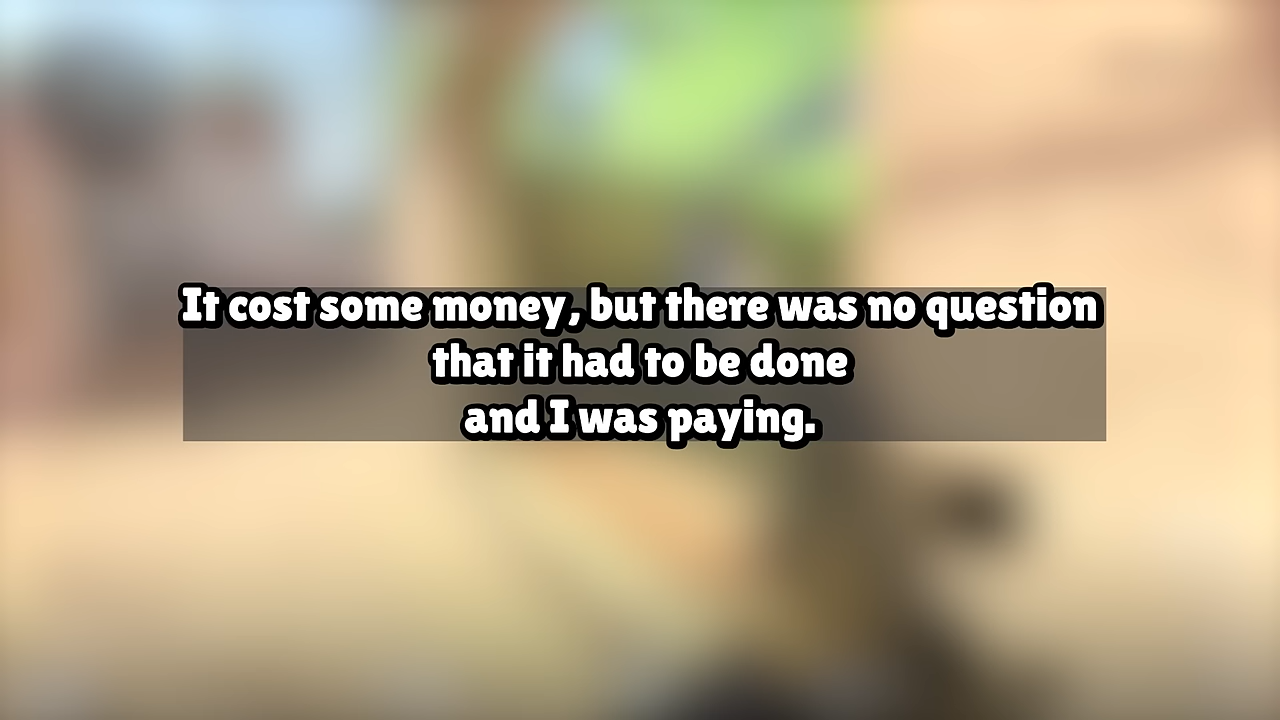 It cost some money, but there was no question
that it had to be done
and I was paying.